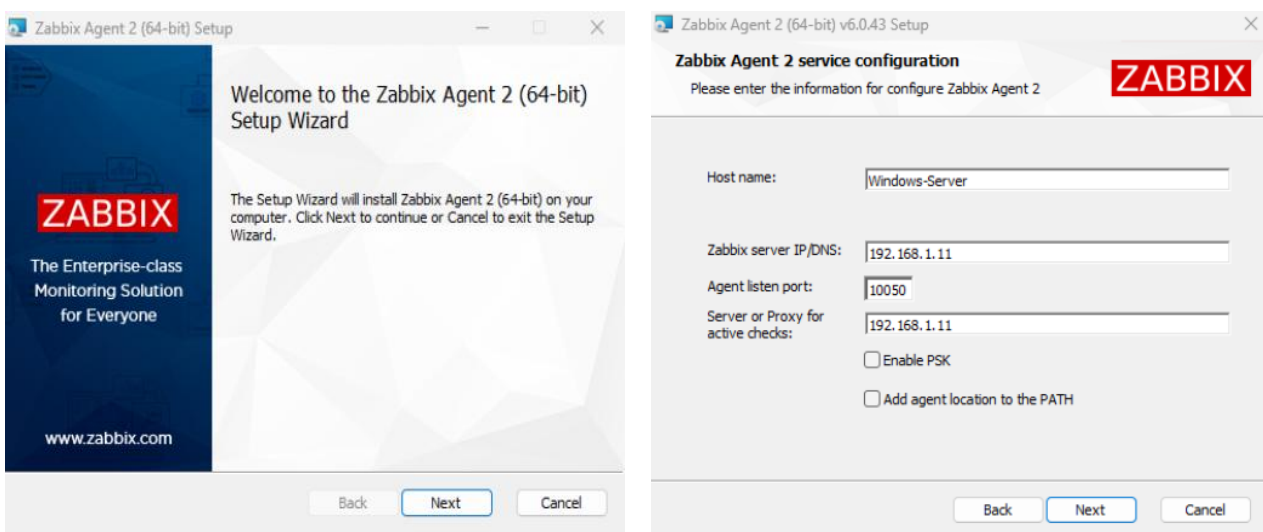 Zabbix Agent 2 (64-bit) Setup
Welcome to the Zabbix Agent 2 (64-bit)
Setup Wizard
The Setup Wizard will install Zabbix Agent 2 (64-bit) on your
computer. Click Next to continue or Cancel to exit the Setup
Wizard.
ZABBIX
The Enterprise-class
Monitoring Solution
for Everyone
www.zabbix.com
Back
Next
Cancel
Zabbix Agent 2 (64-bit) v6.0.43 Setup
Zabbix Agent 2 service configuration
Please enter the information for configure Zabbix Agent 2
ZABBIX
Host name:
Windows-Server
Zabbix server IP/DNS:
192.168.1.11
Agent listen port:
10050
Server or Proxy for
active checks:
192.168.1.11
Enable PSK
Add agent location to the PATH
Back
Next
Cancel